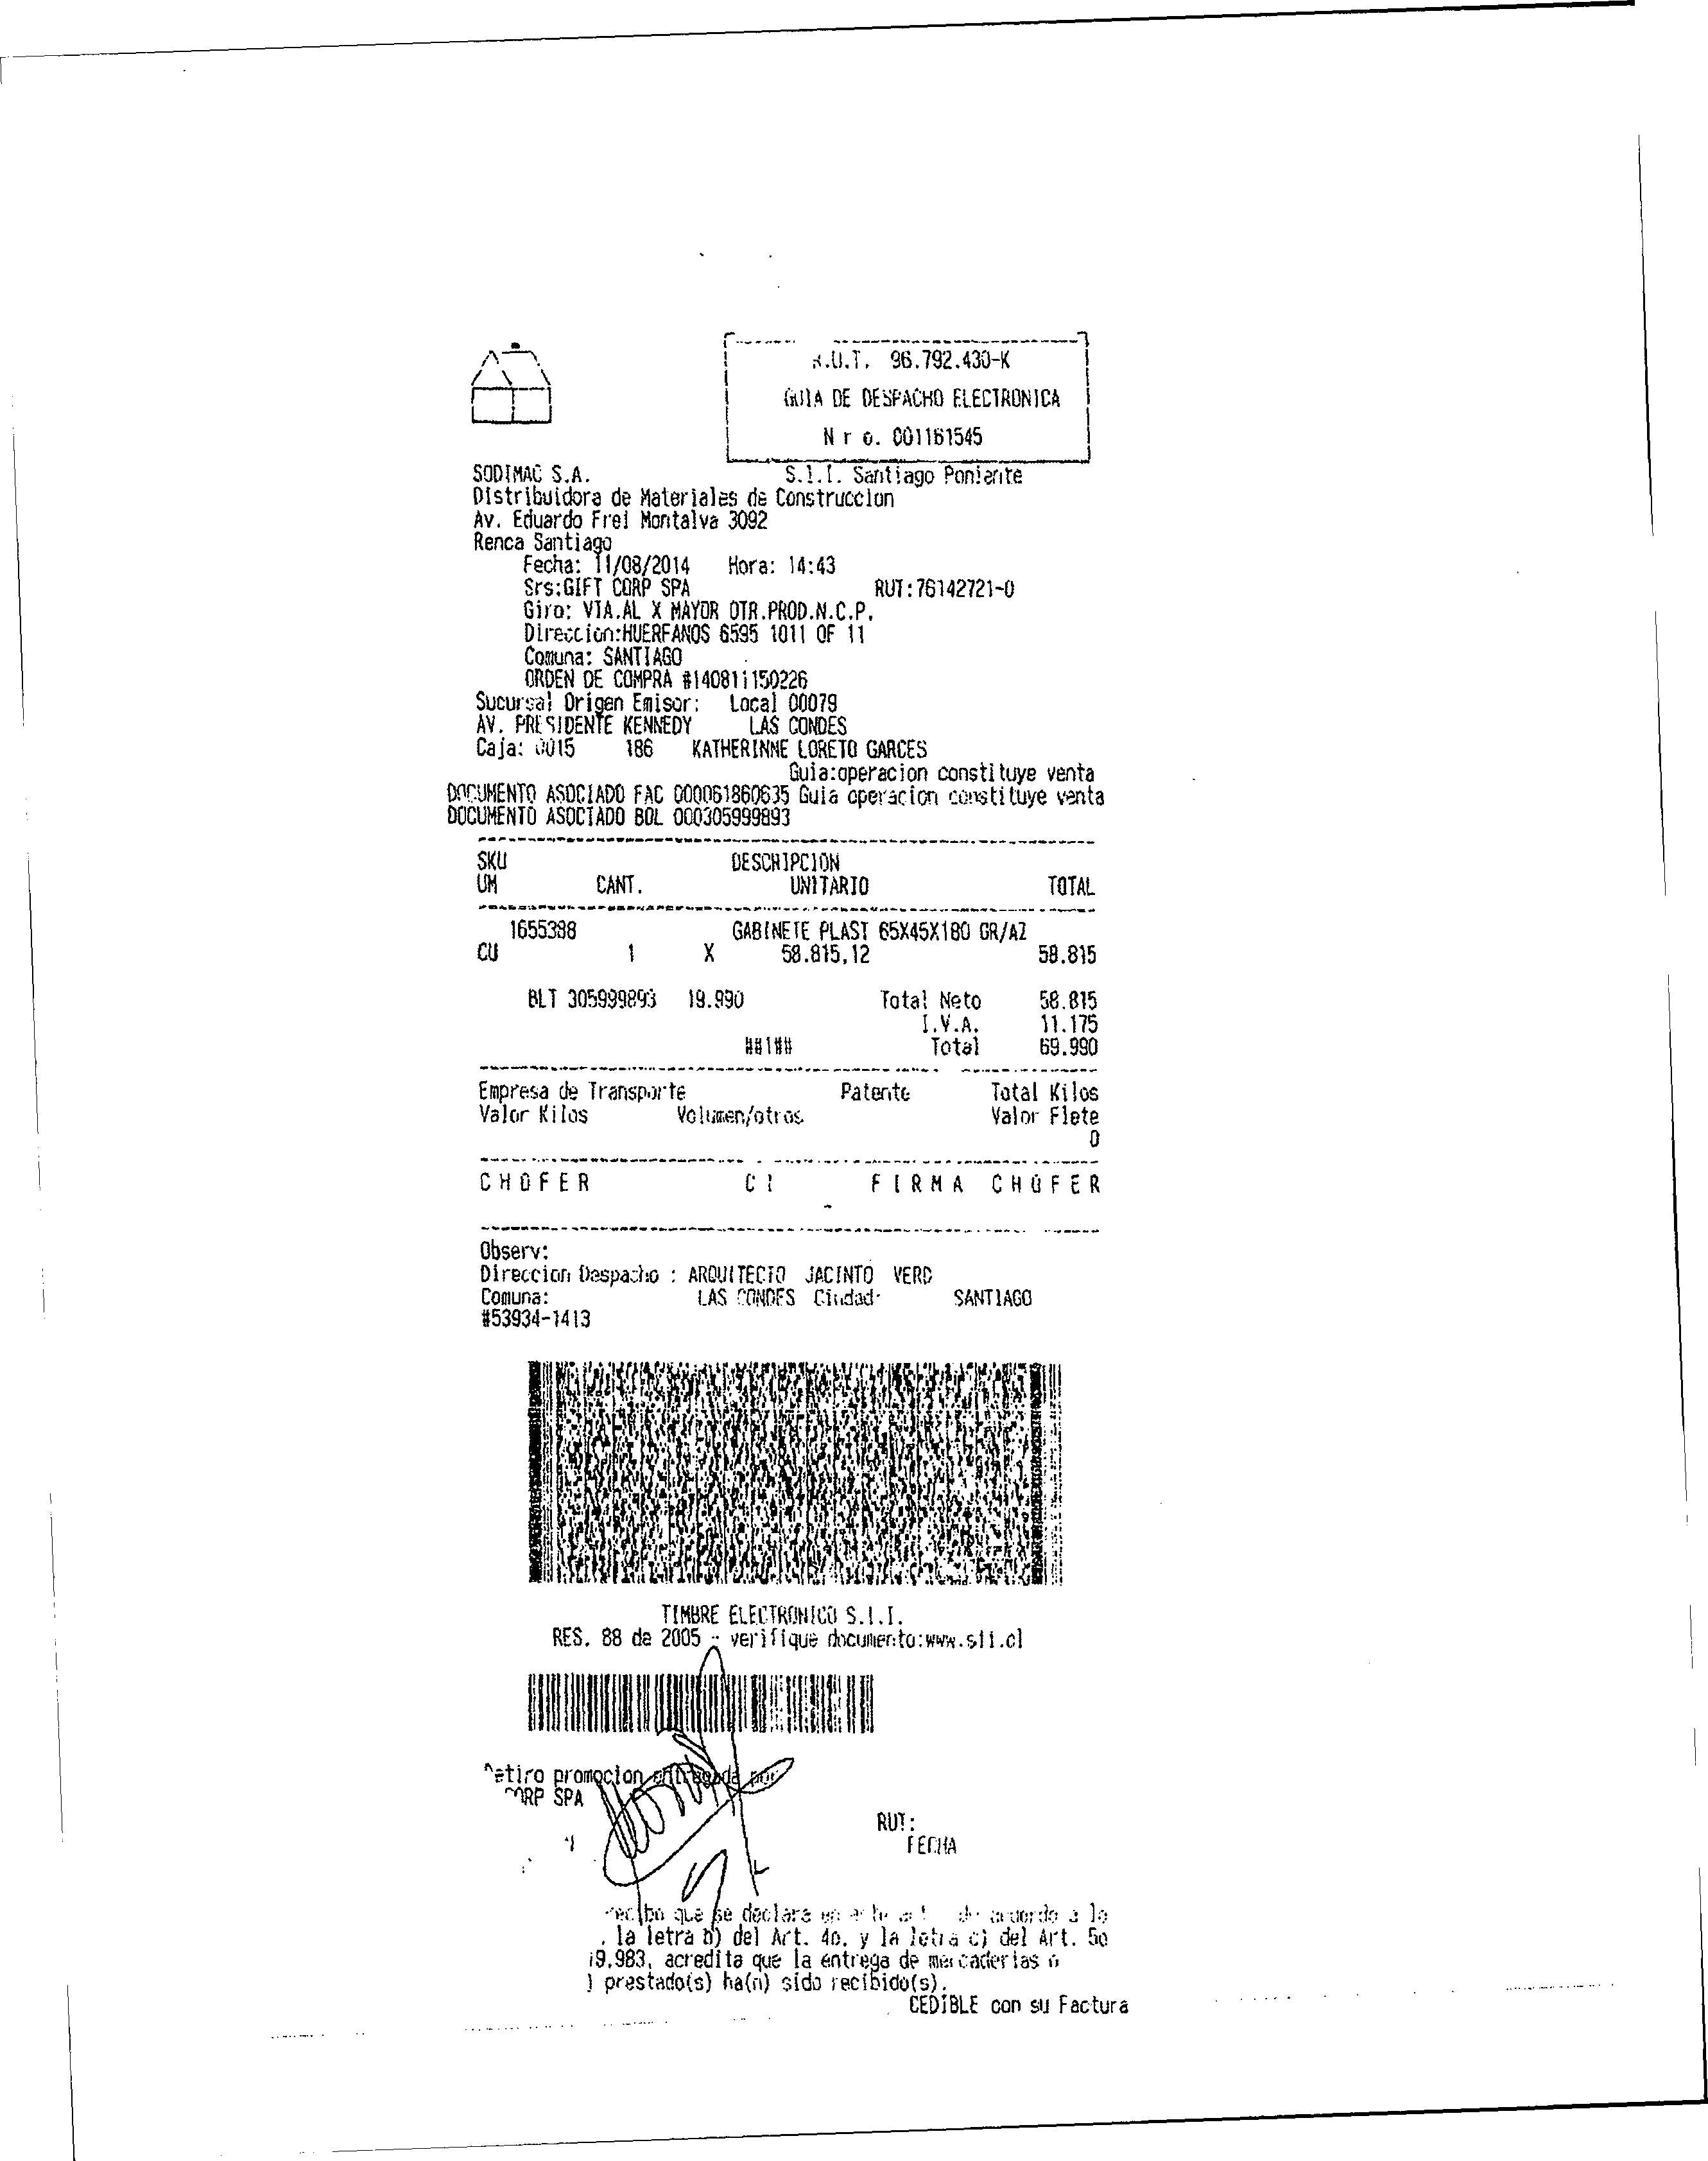 R.U.T. 96.792.430-K
GUIA DE DESPACHO ELECTRONICA
N r o. 001161545
SODIMAC S.A. S.I.I. Santiago Poniente
Distribuidora de Materiales de Construccion
Av. Eduardo Frei Montalva 3092
Renca Santiago
Fecha: 11/08/2014 Hora: 14:43
Srs:GIFT CORP SPA RUT:76142721-0
Giro: VTA.AL X MAYOR OTR.PROD.N.C.P.
Direccion:HUERFANOS 6595 1011 OF 11
Comuna: SANTIAGO
ORDEN DE COMPRA #140811150226
Sucursal Origen Emisor: Local 00079
AV. PRESIDENTE KENNEDY LAS CONDES
Caja: 0015 186 KATHERINNE LORETO GARCES
Guia:operacion constituye venta
DOCUMENTO ASOCIADO FAC 000061860635 Guia operacion constituye venta
DOCUMENTO ASOCIADO BOL 000305999893
SKU DESCRIPCION
UM CANT. UNITARIO TOTAL
1655398 GABINETE PLAST 65X45X180 GR/AZ
CU 1 X 58.815,12 58.815
BLT 305999893 19.990 Total Neto 58.815
I.V.A. 11.175
##1## Total 69.990
Empresa de Transporte Patente Total Kilos
Valor Kilos Volumen/otros Valor Flete
0
CHOFER CI FIRMA CHOFER
Observ:
Direccion Despacho : ARQUITECTO JACINTO VERD
Comuna: LAS CONDES Ciudad: SANTIAGO
#53934-1413
TIMBRE ELECTRONICO S.I.I.
RES. 88 de 2005 - verifique documento:www.sii.cl
promocion entregada por
CORP SPA
RUT:
FECHA
recibo que se declara en de acuerdo a lo
la letra b) del Art. 4o. y la letra c) del Art. 5o
9.983, acredita que la entrega de mercaderias o
) prestado(s) ha(n) sido recibido(s).
CEDIBLE con su Factura